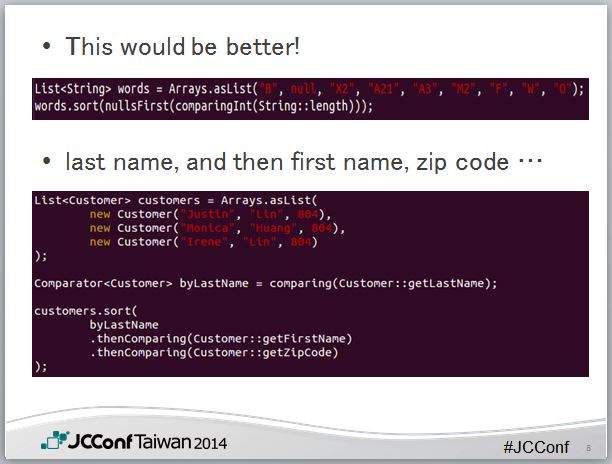 • This would be better!
List<String> words = Arrays.asList("B", null, "X2", "A21", "A3", "M2", "F", "W", "O");
words.sort(nullsFirst(comparingInt(String::length)));
• last name, and then first name, zip code ⋯
List<Customer> customers = Arrays.asList(
        new Customer("Justin", "Lin", 804),
        new Customer("Monica", "Huang", 804),
        new Customer("Irene", "Lin", 804)
);
Comparator<Customer> byLastName = comparing(Customer::getLastName);
customers.sort(
        byLastName
        .thenComparing(Customer::getFirstName)
        .thenComparing(Customer::getZipCode)
);
JCConf Taiwan 2014
#JCConf